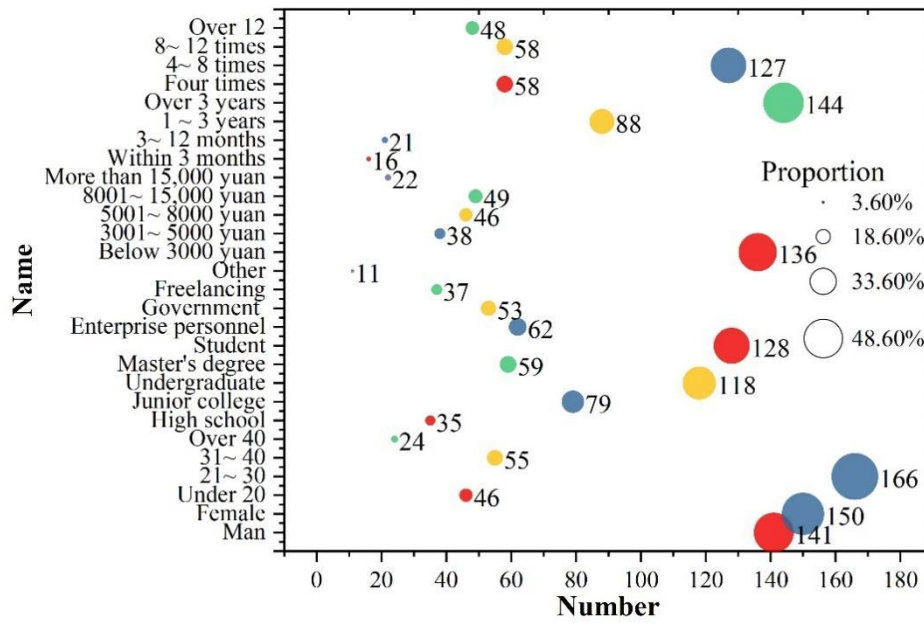 Over 12
48
8~ 12 times
58
4~ 8 times
127
Four times
58
Over 3 years
144
1 ~ 3 years
88
3~ 12 months
21
Within 3 months
16
More than 15,000 yuan
22
8001~ 15,000 yuan
49
5001~ 8000 yuan
46
3001~ 5000 yuan
38
Below 3000 yuan
136
Other
11
Freelancing
37
Government
53
Enterprise personnel
62
Student
128
Master's degree
59
Undergraduate
118
Junior college
79
High school
35
Over 40
24
31~ 40
55
21~ 30
166
Under 20
46
Female
150
Man
141
Name
Proportion
3.60%
18.60%
33.60%
48.60%
0 20 40 60 80 100 120 140 160 180
Number